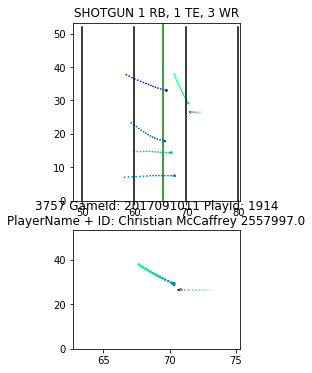 SHOTGUN 1 RB, 1 TE, 3 WR
50
40
30
20
10
0
50 60 70 80
3757 GameId: 2017091011 PlayId: 1914
PlayerName + ID: Christian McCaffrey 2557997.0
40
20
0
65 70 75